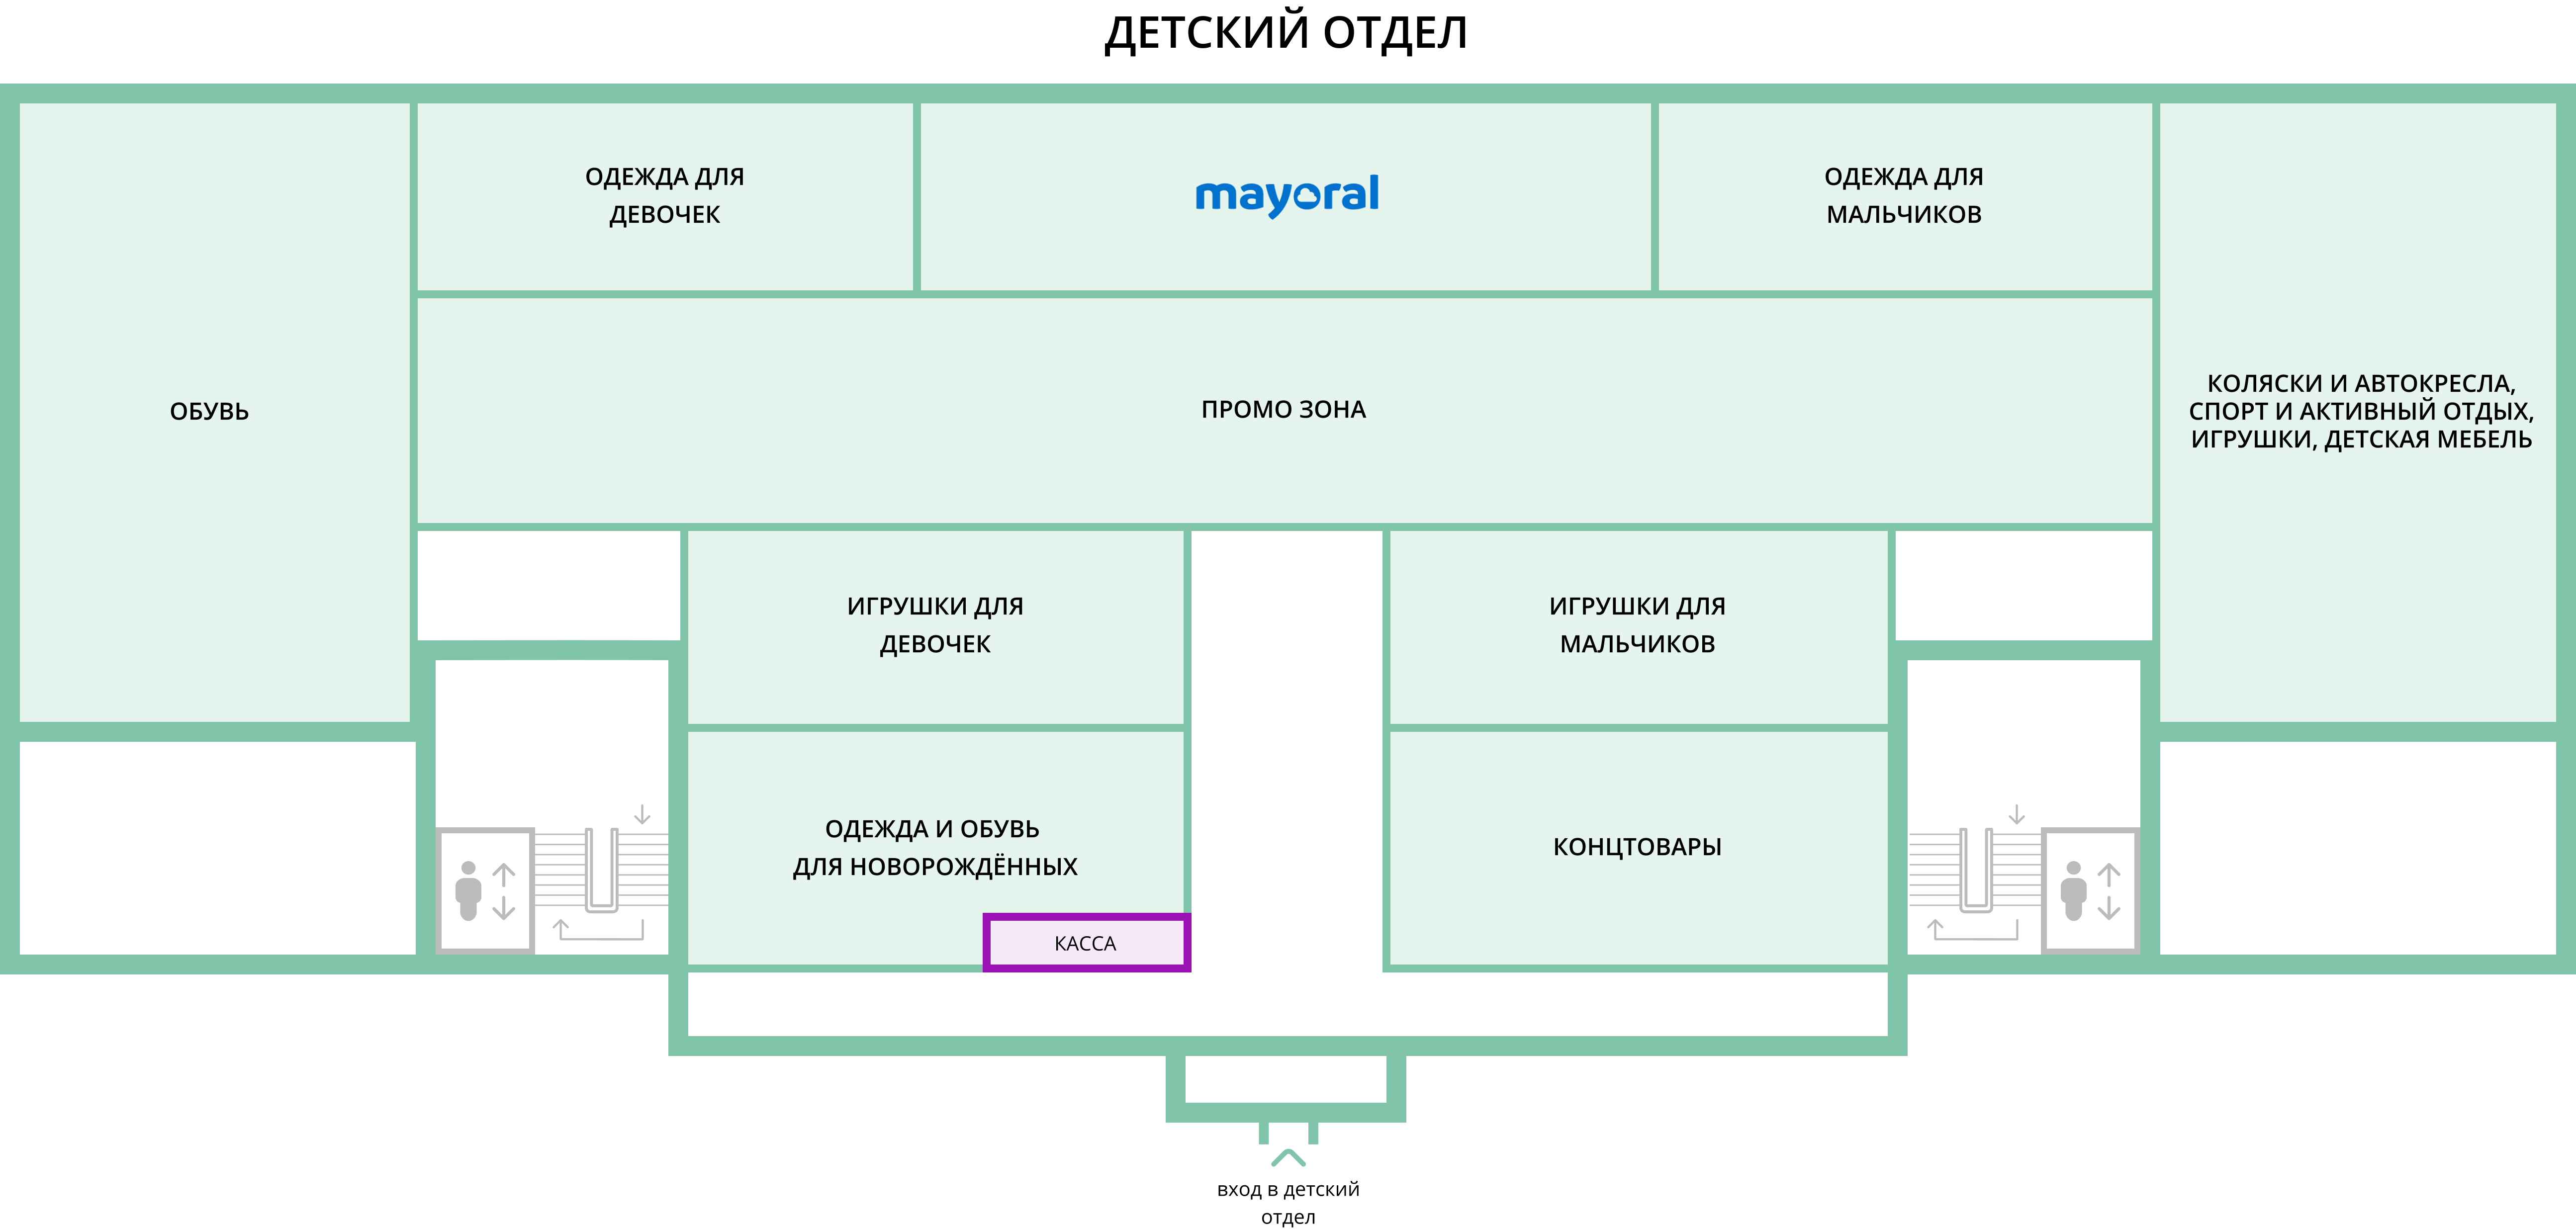 ДЕТСКИЙ ОТДЕЛ
ОДЕЖДА ДЛЯ
ДЕВОЧЕК
mayoral
ОДЕЖДА ДЛЯ
МАЛЬЧИКОВ
ОБУВЬ
ПРОМО ЗОНА
КОЛЯСКИ И АВТОКРЕСЛА,
СПОРТ И АКТИВНЫЙ ОТДЫХ,
ИГРУШКИ, ДЕТСКАЯ МЕБЕЛЬ
ИГРУШКИ ДЛЯ
ДЕВОЧЕК
ИГРУШКИ ДЛЯ
МАЛЬЧИКОВ
ОДЕЖДА И ОБУВЬ
ДЛЯ НОВОРОЖДЁННЫХ
КОНЦТОВАРЫ
КАССА
вход в детский
отдел